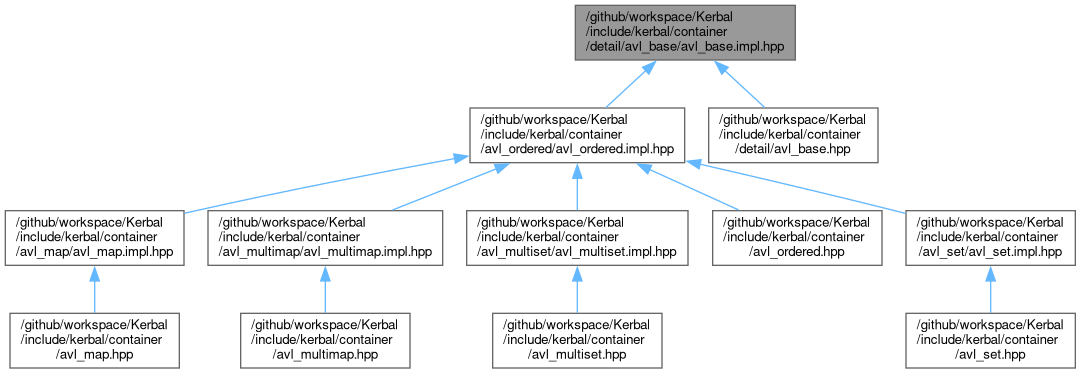 /github/workspace/Kerbal
/include/kerbal/container
/detail/avl_base/avl_base.impl.hpp
/github/workspace/Kerbal
/include/kerbal/container
/avl_ordered/avl_ordered.impl.hpp
/github/workspace/Kerbal
/include/kerbal/container
/detail/avl_base.hpp
/github/workspace/Kerbal
/include/kerbal/container
/avl_map/avl_map.impl.hpp
/github/workspace/Kerbal
/include/kerbal/container
/avl_multimap/avl_multimap.impl.hpp
/github/workspace/Kerbal
/include/kerbal/container
/avl_multiset/avl_multiset.impl.hpp
/github/workspace/Kerbal
/include/kerbal/container
/avl_ordered.hpp
/github/workspace/Kerbal
/include/kerbal/container
/avl_set/avl_set.impl.hpp
/github/workspace/Kerbal
/include/kerbal/container
/avl_map.hpp
/github/workspace/Kerbal
/include/kerbal/container
/avl_multimap.hpp
/github/workspace/Kerbal
/include/kerbal/container
/avl_multiset.hpp
/github/workspace/Kerbal
/include/kerbal/container
/avl_set.hpp